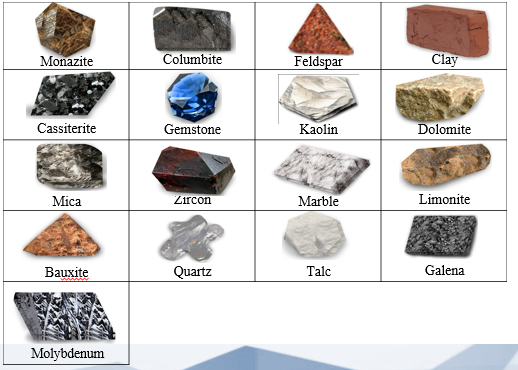 Monazite
Columbite
Feldspar
Clay
Cassiterite
Gemstone
Kaolin
Dolomite
Mica
Zircon
Marble
Limonite
Bauxite
Quartz
Talc
Galena
Molybdenum